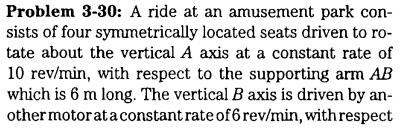 Problem 3-30: A ride at an amusement park con-
sists of four symmetrically located seats driven to ro-
tate about the vertical A axis at a constant rate of
10 rev/min, with respect to the supporting arm AB
which is 6 m long. The vertical B axis is driven by an-
other motor at a constant rate of 6 rev/min, with respect